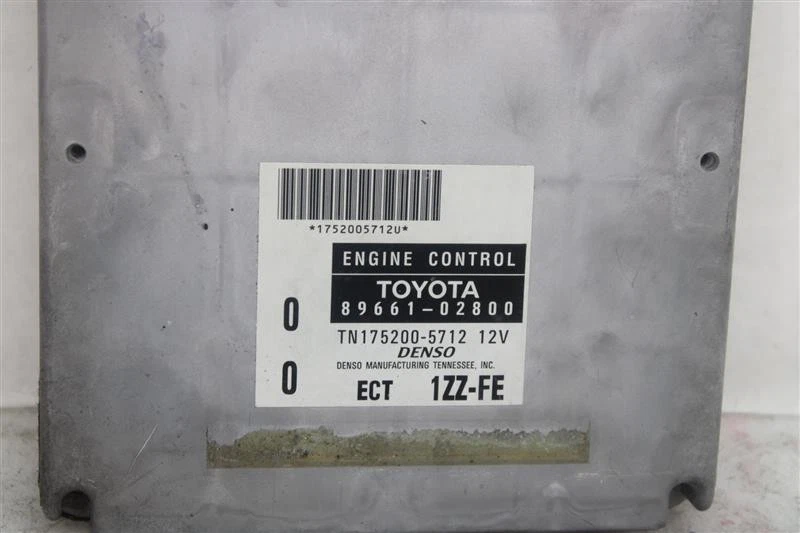 *1752005712U*
ENGINE CONTROL
TOYOTA
89661-02800
0
TN175200-5712 12V
DENSO
DENSO MANUFACTURING TENNESSEE, INC.
0
ECT 1ZZ-FE